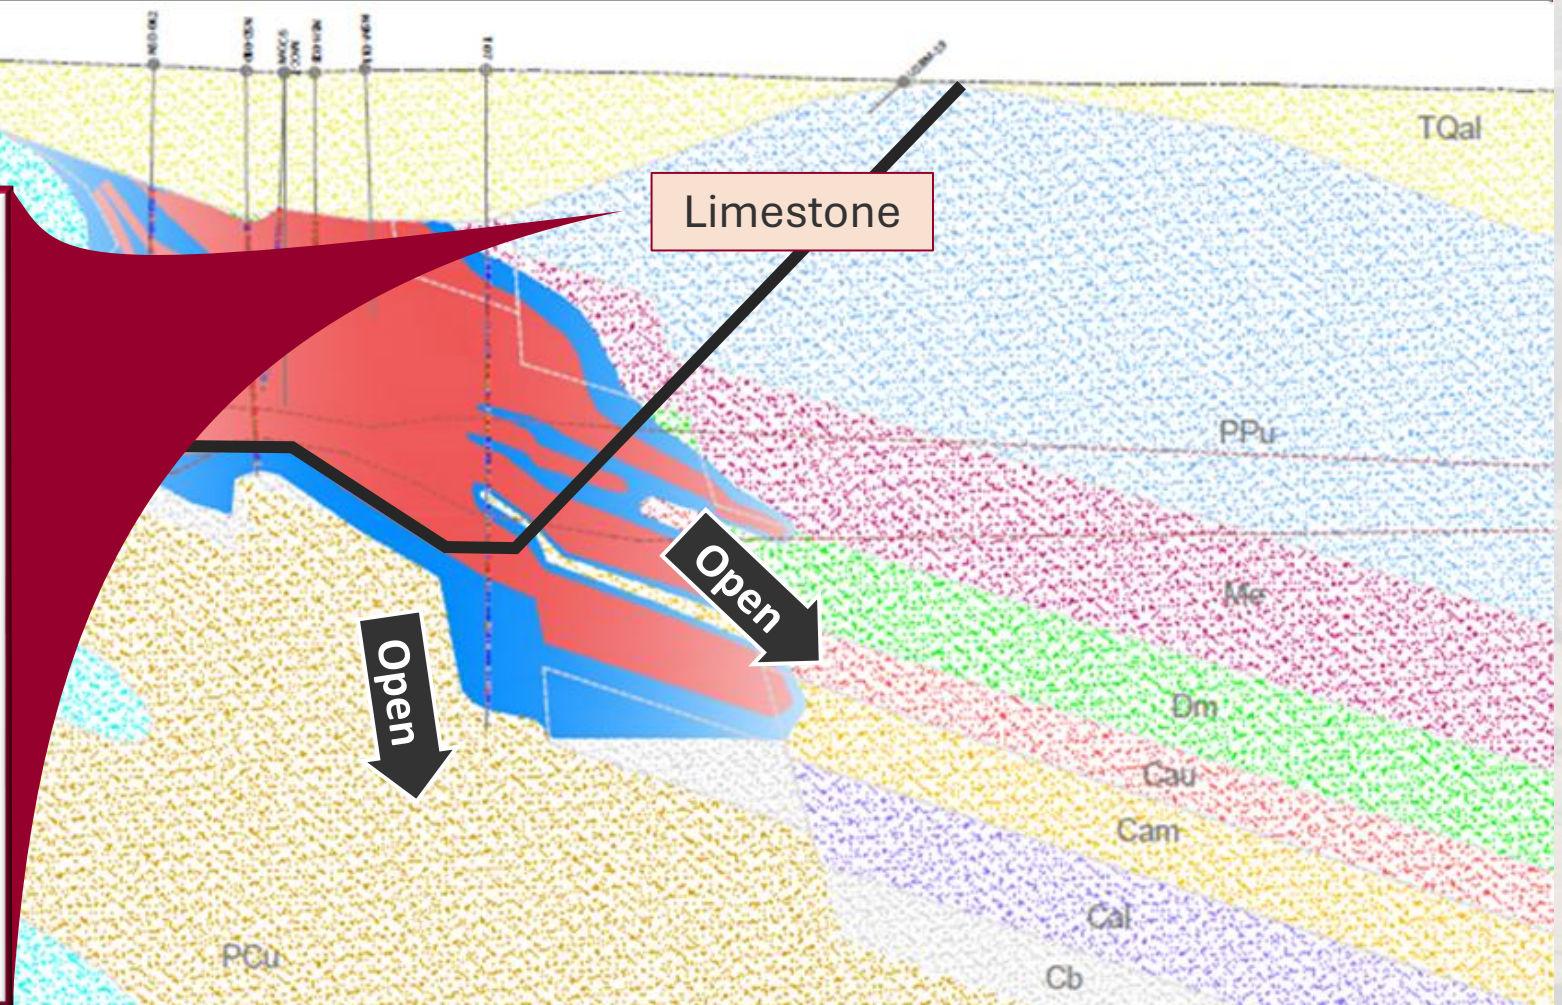 TQal
Limestone
PPu
Me
Open
Open
Dm
Cau
Cam
Cal
PCu
Cb